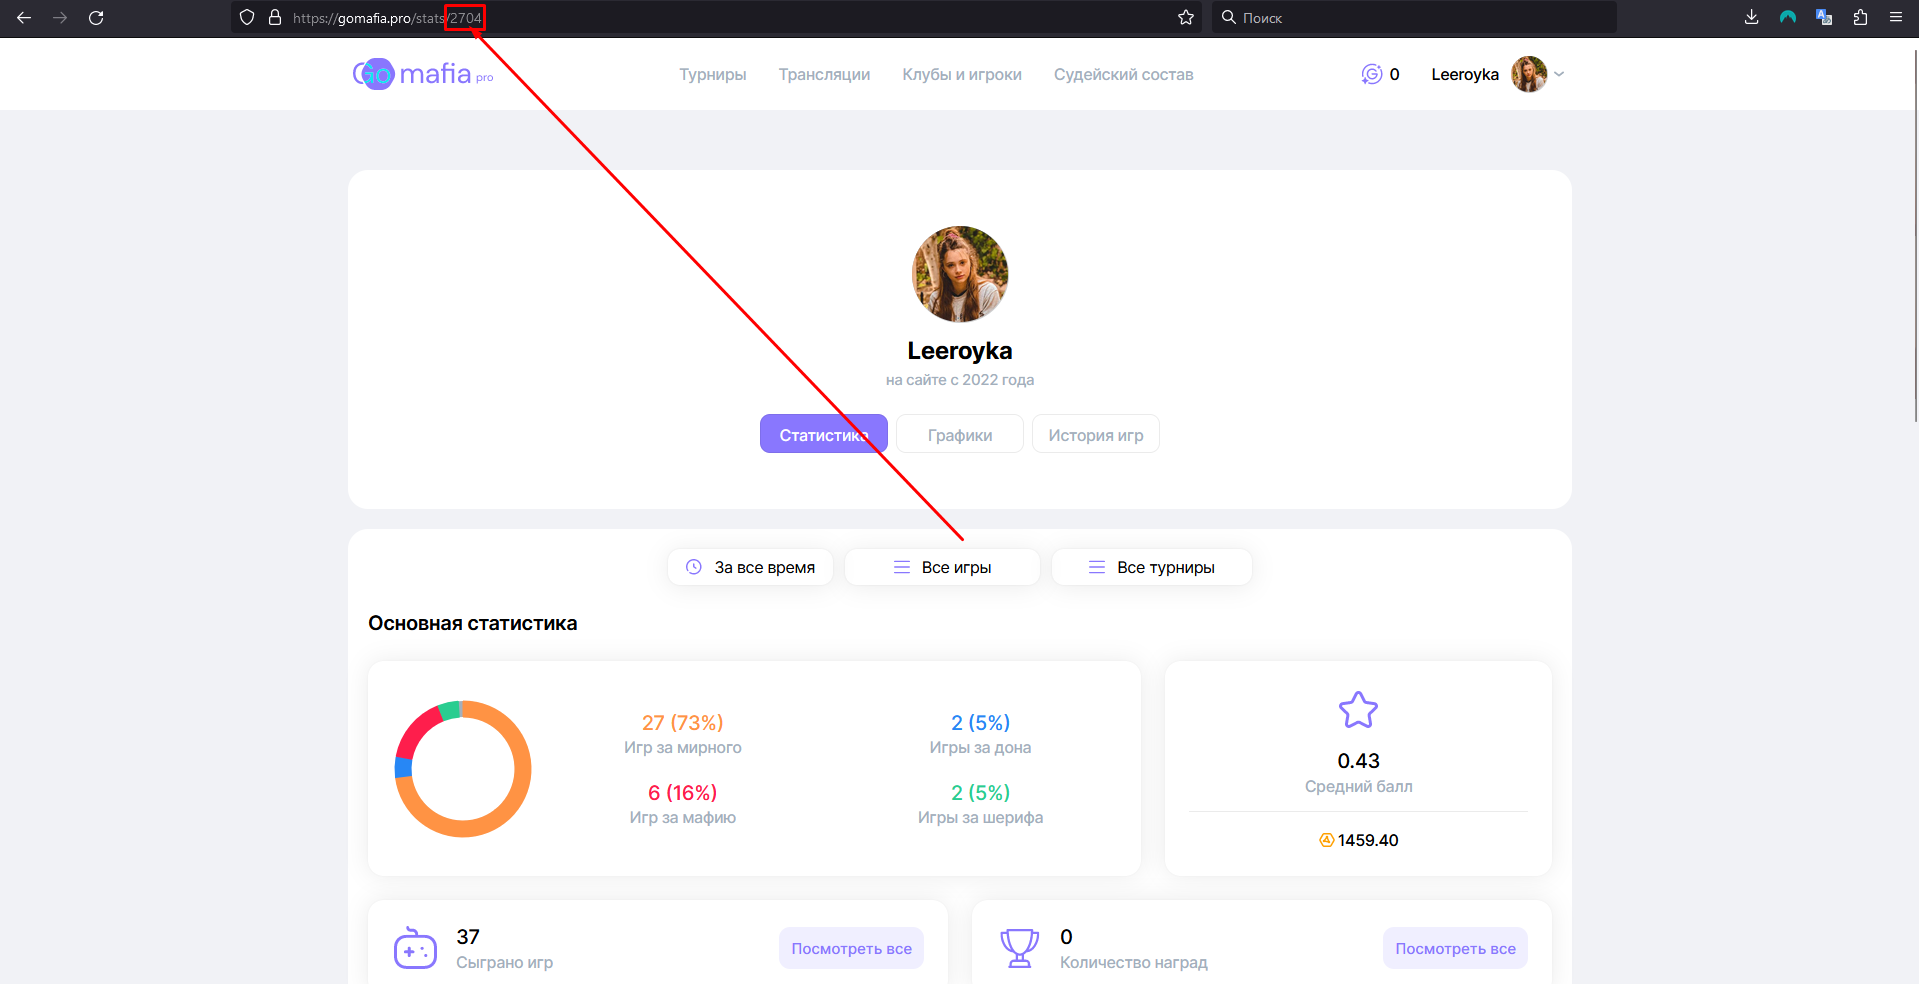 https://gomafia.pro/stats/2704
Поиск
Go mafia pro
Турниры
Трансляции
Клубы и игроки
Судейский состав
0
Leeroyka
Leeroyka
на сайте с 2022 года
Статистика
Графики
История игр
За все время
Все игры
Все турниры
Основная статистика
27 (73%)
Игр за мирного
2 (5%)
Игры за дона
6 (16%)
Игр за мафию
2 (5%)
Игры за шерифа
0.43
Средний балл
1459.40
37
Сыграно игр
Посмотреть все
0
Количество наград
Посмотреть все